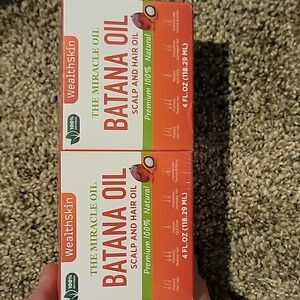 WealthSkin
THE MIRACLE OIL
BATANA OIL
SCALP AND HAIR OIL
Premium 100% Natural
100%
4 FL.OZ (118.29 ML)
WealthSkin
THE MIRACLE OIL
BATANA OIL
SCALP AND HAIR OIL
Premium 100% Natural
100%
4 FL.OZ (118.29 ML)